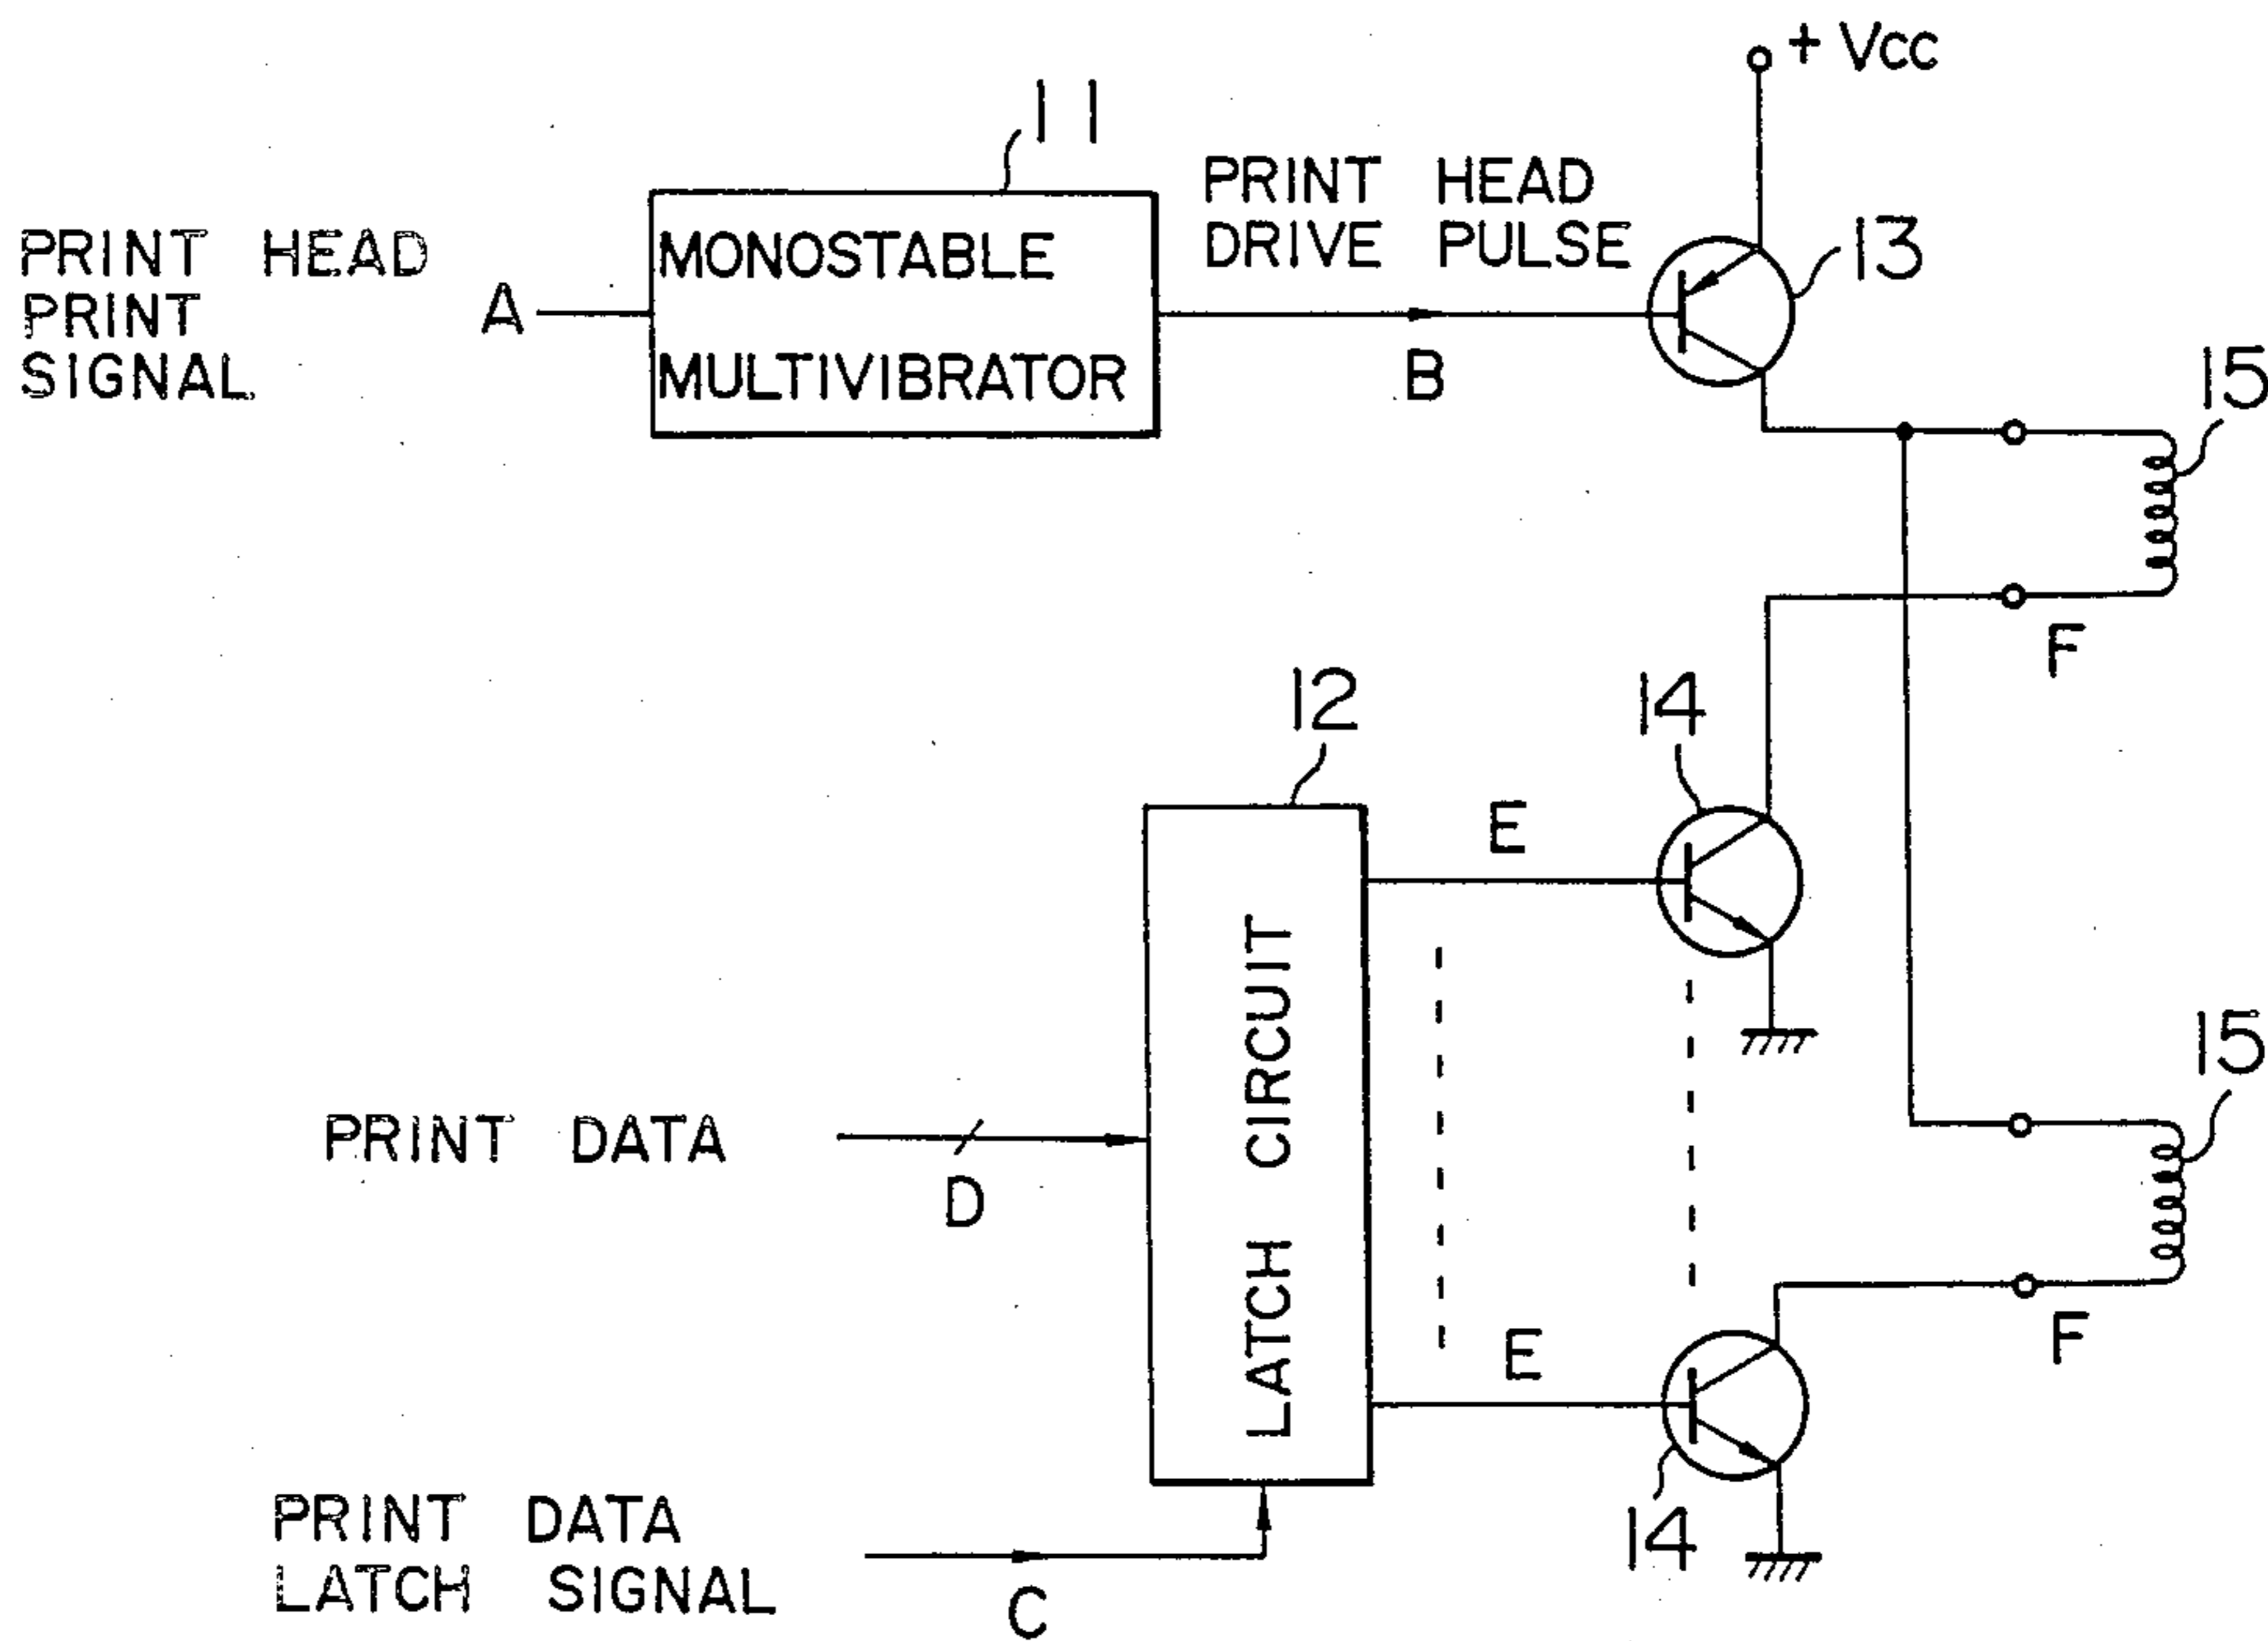 + Vcc
11
PRINT HEAD
DRIVE PULSE
13
PRINT HEAD
PRINT
SIGNAL
A
MONOSTABLE
MULTIVIBRATOR
B
15
F
12
14
E
LATCH CIRCUIT
15
PRINT DATA
D
E
F
14
PRINT DATA
LATCH SIGNAL
C